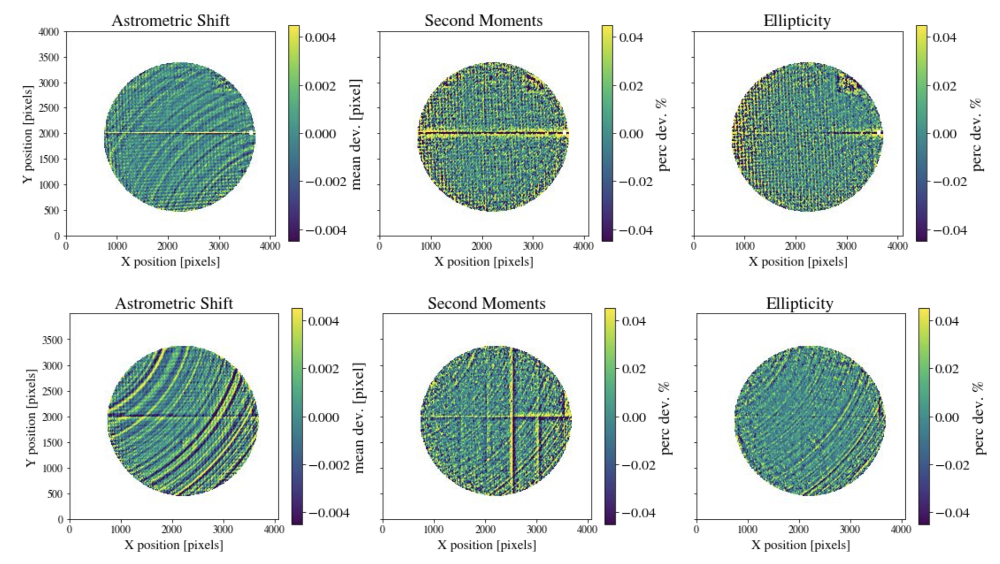 Astrometric Shift
Second Moments
Ellipticity
4000
3500
3000
2500
2000
1500
1000
500
0
Y position [pixels]
0 1000 2000 3000 4000
X position [pixels]
0.004
0.002
0.000
−0.002
−0.004
mean dev. [pixel]
0 1000 2000 3000 4000
X position [pixels]
0.04
0.02
0.00
−0.02
−0.04
perc dev. %
0 1000 2000 3000 4000
X position [pixels]
0.04
0.02
0.00
−0.02
−0.04
perc dev. %
Astrometric Shift
Second Moments
Ellipticity
3500
3000
2500
2000
1500
1000
500
0
Y position [pixels]
0 1000 2000 3000 4000
X position [pixels]
0.004
0.002
0.000
−0.002
−0.004
mean dev. [pixel]
0 1000 2000 3000 4000
X position [pixels]
0.04
0.02
0.00
−0.02
−0.04
perc dev. %
0 1000 2000 3000 4000
X position [pixels]
0.04
0.02
0.00
−0.02
−0.04
perc dev. %